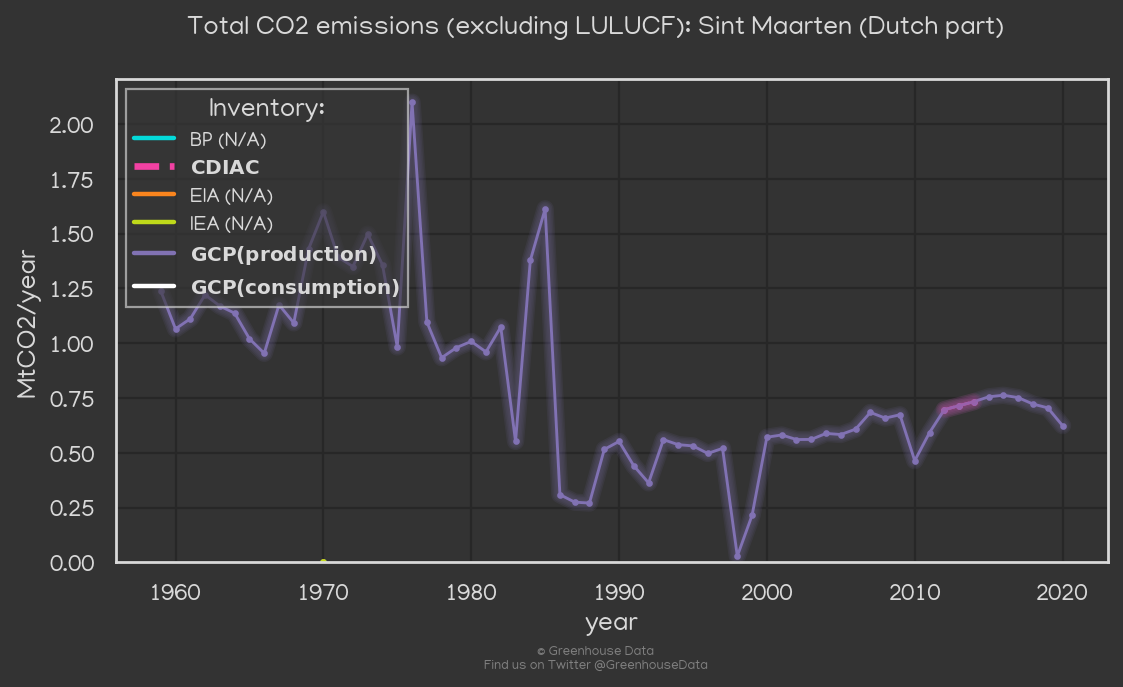 Total CO2 emissions (excluding LULUCF): Sint Maarten (Dutch part)
Inventory:
BP (N/A)
CDIAC
EIA (N/A)
IEA (N/A)
GCP(production)
GCP(consumption)
MtCO2/year
2.00
1.75
1.50
1.25
1.00
0.75
0.50
0.25
0.00
1960 1970 1980 1990 2000 2010 2020
year
© Greenhouse Data
Find us on Twitter @GreenhouseData